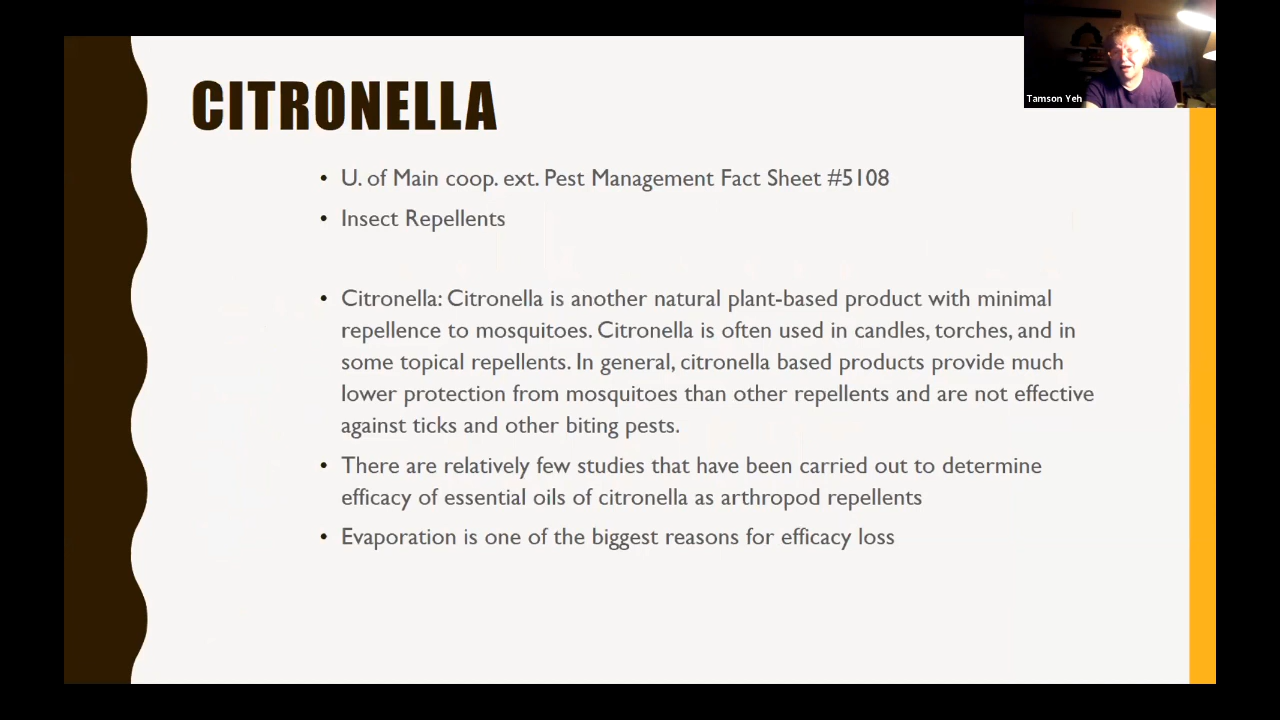 Tamson Yeh
CITRONELLA
• U. of Main coop. ext. Pest Management Fact Sheet #5108
• Insect Repellents
• Citronella: Citronella is another natural plant-based product with minimal
repellence to mosquitoes. Citronella is often used in candles, torches, and in
some topical repellents. In general, citronella based products provide much
lower protection from mosquitoes than other repellents and are not effective
against ticks and other biting pests.
• There are relatively few studies that have been carried out to determine
efficacy of essential oils of citronella as arthropod repellents
• Evaporation is one of the biggest reasons for efficacy loss